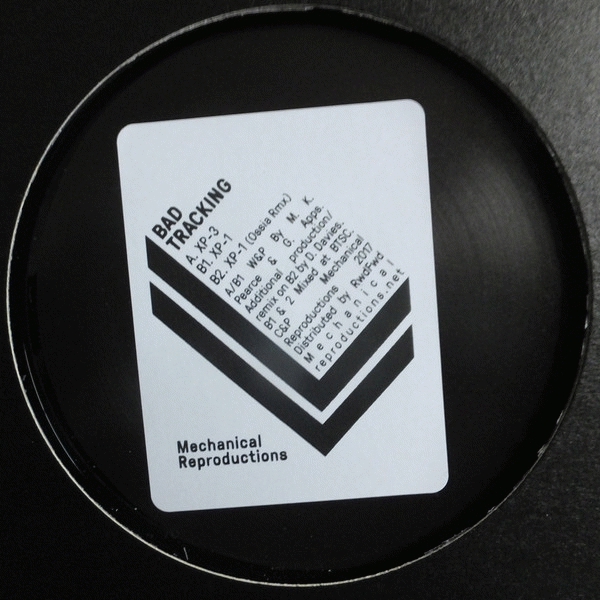 BAD
TRACKING
A. XP-3
B1. XP-1
B2. XP-1 (Ossia Rmx)
A/B1 W&P By M. K.
Pearce & G. Apps.
Additional production/
remix on B2 by D. Davies.
B1 & 2 Mixed at BTSC.
C&P Mechanical
Reproductions 2017
Distributed by RwdFwd
Mechanical
reproductions.net
Mechanical
Reproductions